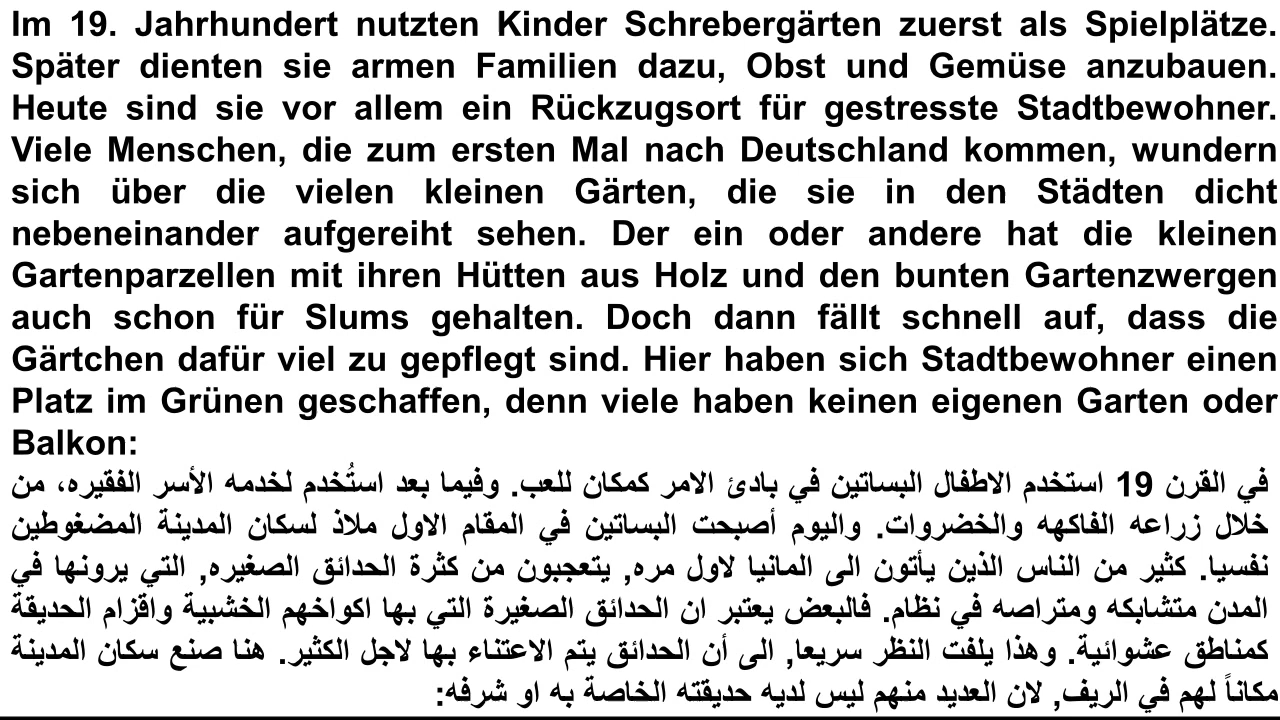 Im 19. Jahrhundert nutzten Kinder Schrebergärten zuerst als Spielplätze.
Später dienten sie armen Familien dazu, Obst und Gemüse anzubauen.
Heute sind sie vor allem ein Rückzugsort für gestresste Stadtbewohner.
Viele Menschen, die zum ersten Mal nach Deutschland kommen, wundern
sich über die vielen kleinen Gärten, die sie in den Städten dicht
nebeneinander aufgereiht sehen. Der ein oder andere hat die kleinen
Gartenparzellen mit ihren Hütten aus Holz und den bunten Gartenzwergen
auch schon für Slums gehalten. Doch dann fällt schnell auf, dass die
Gärtchen dafür viel zu gepflegt sind. Hier haben sich Stadtbewohner einen
Platz im Grünen geschaffen, denn viele haben keinen eigenen Garten oder
Balkon:
في القرن 19 استخدم الاطفال البساتين في بادئ الامر كمكان للعب. وفيما بعد استُخدم لخدمه الأسر الفقيره، من
خلال زراعه الفاكهه والخضروات. واليوم أصبحت البساتين في المقام الاول ملاذ لسكان المدينة المضغوطين
نفسيا. كثير من الناس الذين يأتون الى المانيا لاول مره, يتعجبون من كثرة الحدائق الصغيره, التي يرونها في
المدن متشابكه ومتراصه في نظام. فالبعض يعتبر ان الحدائق الصغيرة التي بها اكواخهم الخشبية واقزام الحديقة
كمناطق عشوائية. وهذا يلفت النظر سريعا, الى أن الحدائق يتم الاعتناء بها لاجل الكثير. هنا صنع سكان المدينة
مكاناً لهم في الريف, لان العديد منهم ليس لديه حديقته الخاصة به او شرفه: